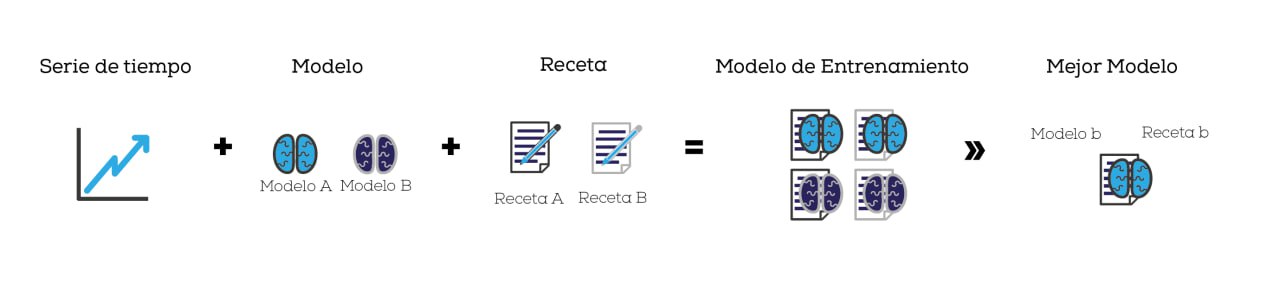 Serie de tiempo
Modelo
Receta
Modelo de Entrenamiento
Mejor Modelo
+
+
=
»
Modelo A
Modelo B
Receta A
Receta B
Modelo b
Receta b